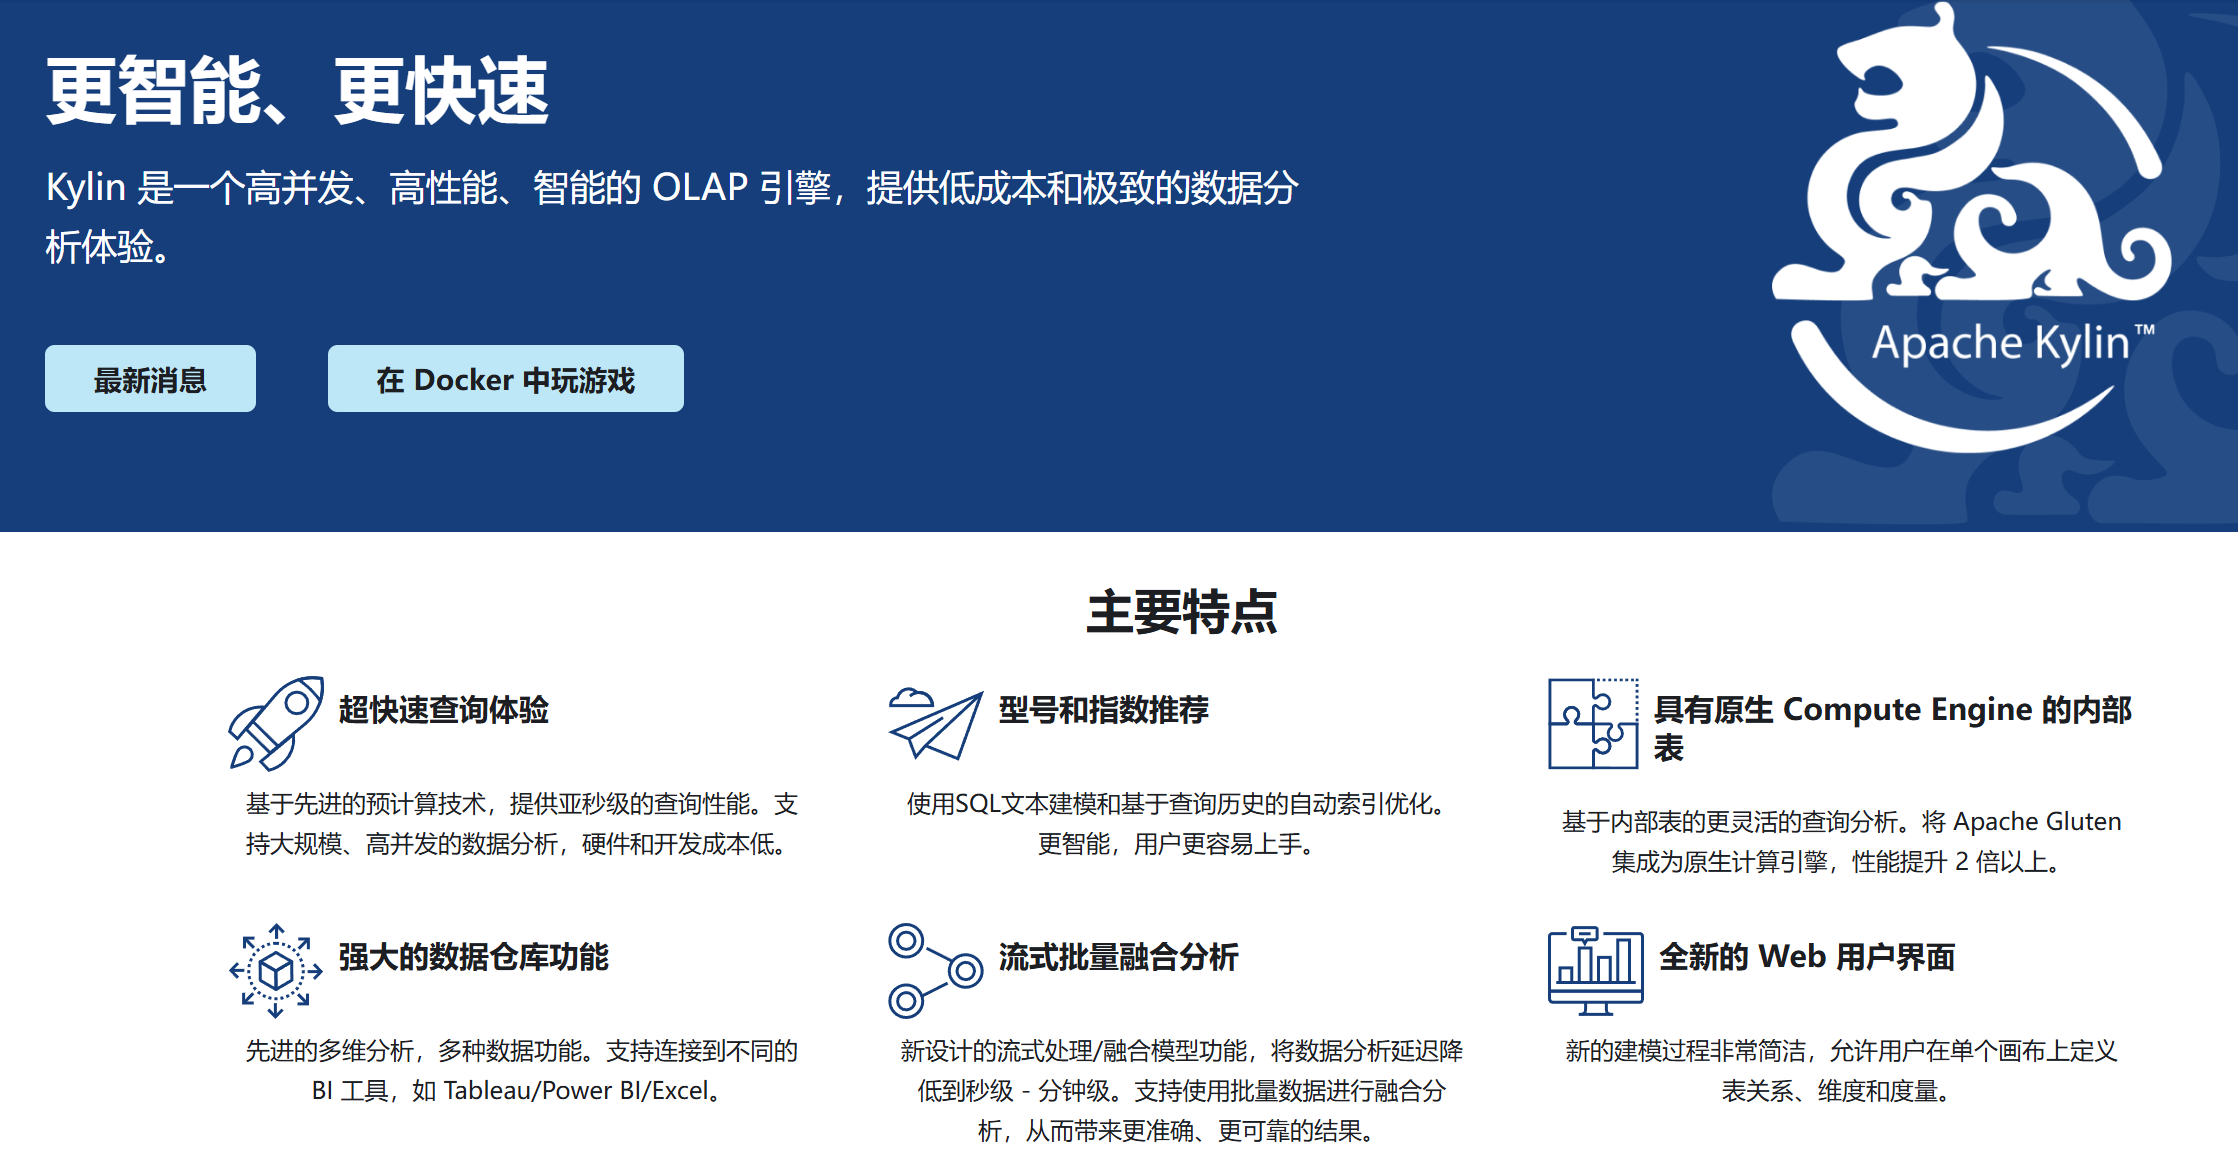 更智能、更快速
Kylin 是一个高并发、高性能、智能的 OLAP 引擎，提供低成本和极致的数据分
析体验。
最新消息
在 Docker 中玩游戏
Apache Kylin™
主要特点
超快速查询体验
基于先进的预计算技术，提供亚秒级的查询性能。支
持大规模、高并发的数据分析，硬件和开发成本低。
型号和指数推荐
使用SQL文本建模和基于查询历史的自动索引优化。
更智能，用户更容易上手。
具有原生 Compute Engine 的内部
表
基于内部表的更灵活的查询分析。将 Apache Gluten
集成为原生计算引擎，性能提升 2 倍以上。
强大的数据仓库功能
先进的多维分析，多种数据功能。支持连接到不同的
BI 工具，如 Tableau/Power BI/Excel。
流式批量融合分析
新设计的流式处理/融合模型功能，将数据分析延迟降
低到秒级 - 分钟级。支持使用批量数据进行融合分
析，从而带来更准确、更可靠的结果。
全新的 Web 用户界面
新的建模过程非常简洁，允许用户在单个画布上定义
表关系、维度和度量。